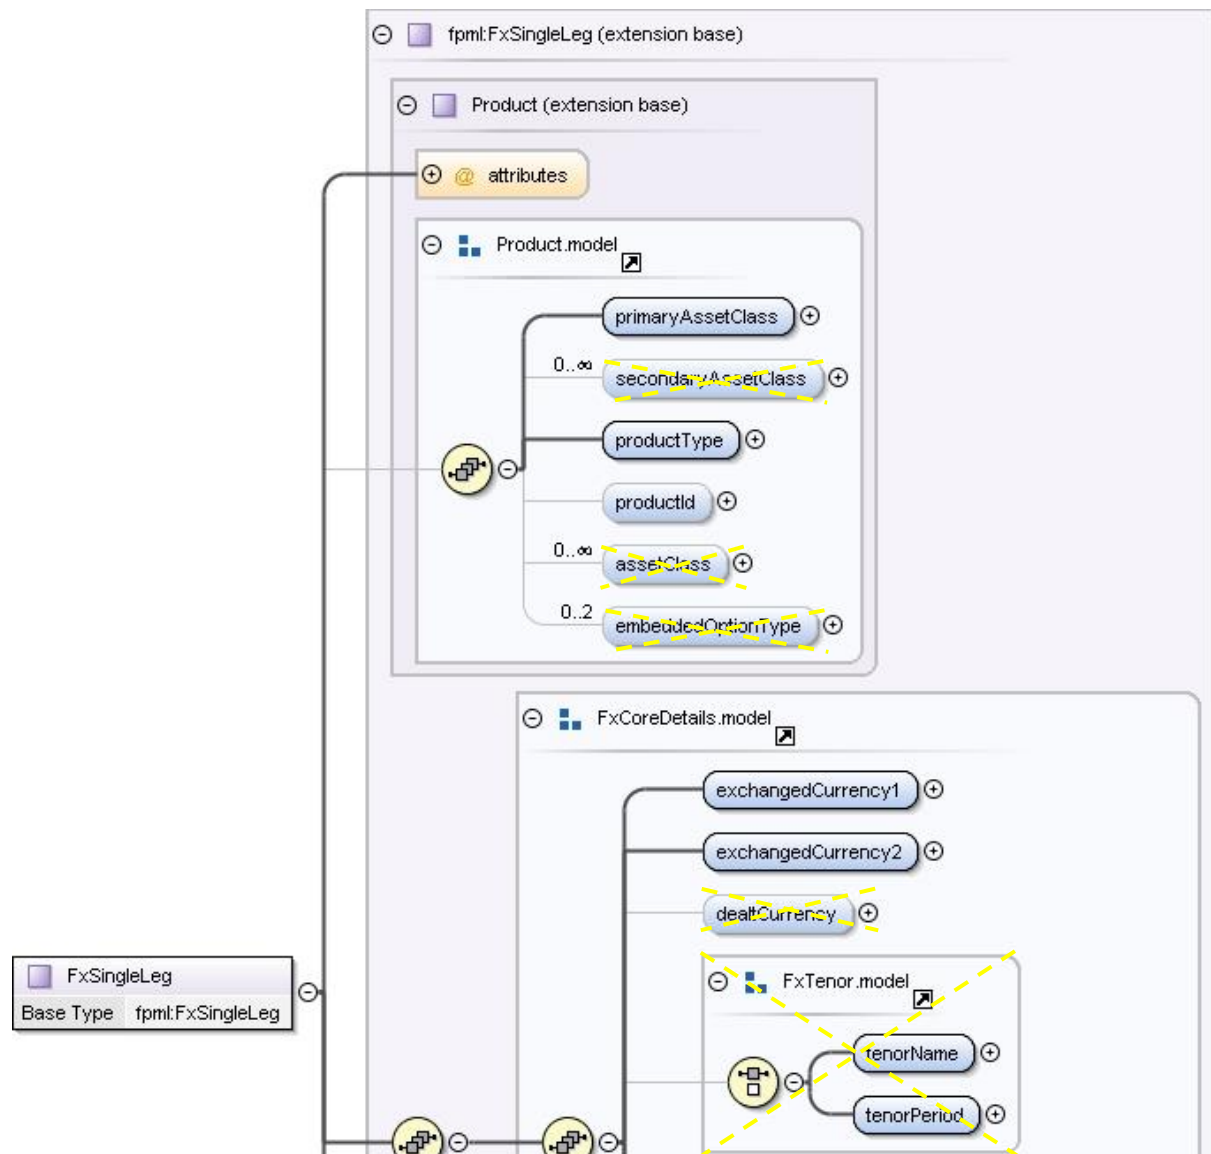 fpml:FxSingleLeg (extension base)
Product (extension base)
@ attributes
Product.model
primaryAssetClass
0..∞
secondaryAssetClass
productType
productId
0..∞
assetClass
0..2
embeddedOptionType
FxCoreDetails.model
exchangedCurrency1
exchangedCurrency2
dealtCurrency
FxSingleLeg
Base Type fpml:FxSingleLeg
FxTenor.model
tenorName
tenorPeriod